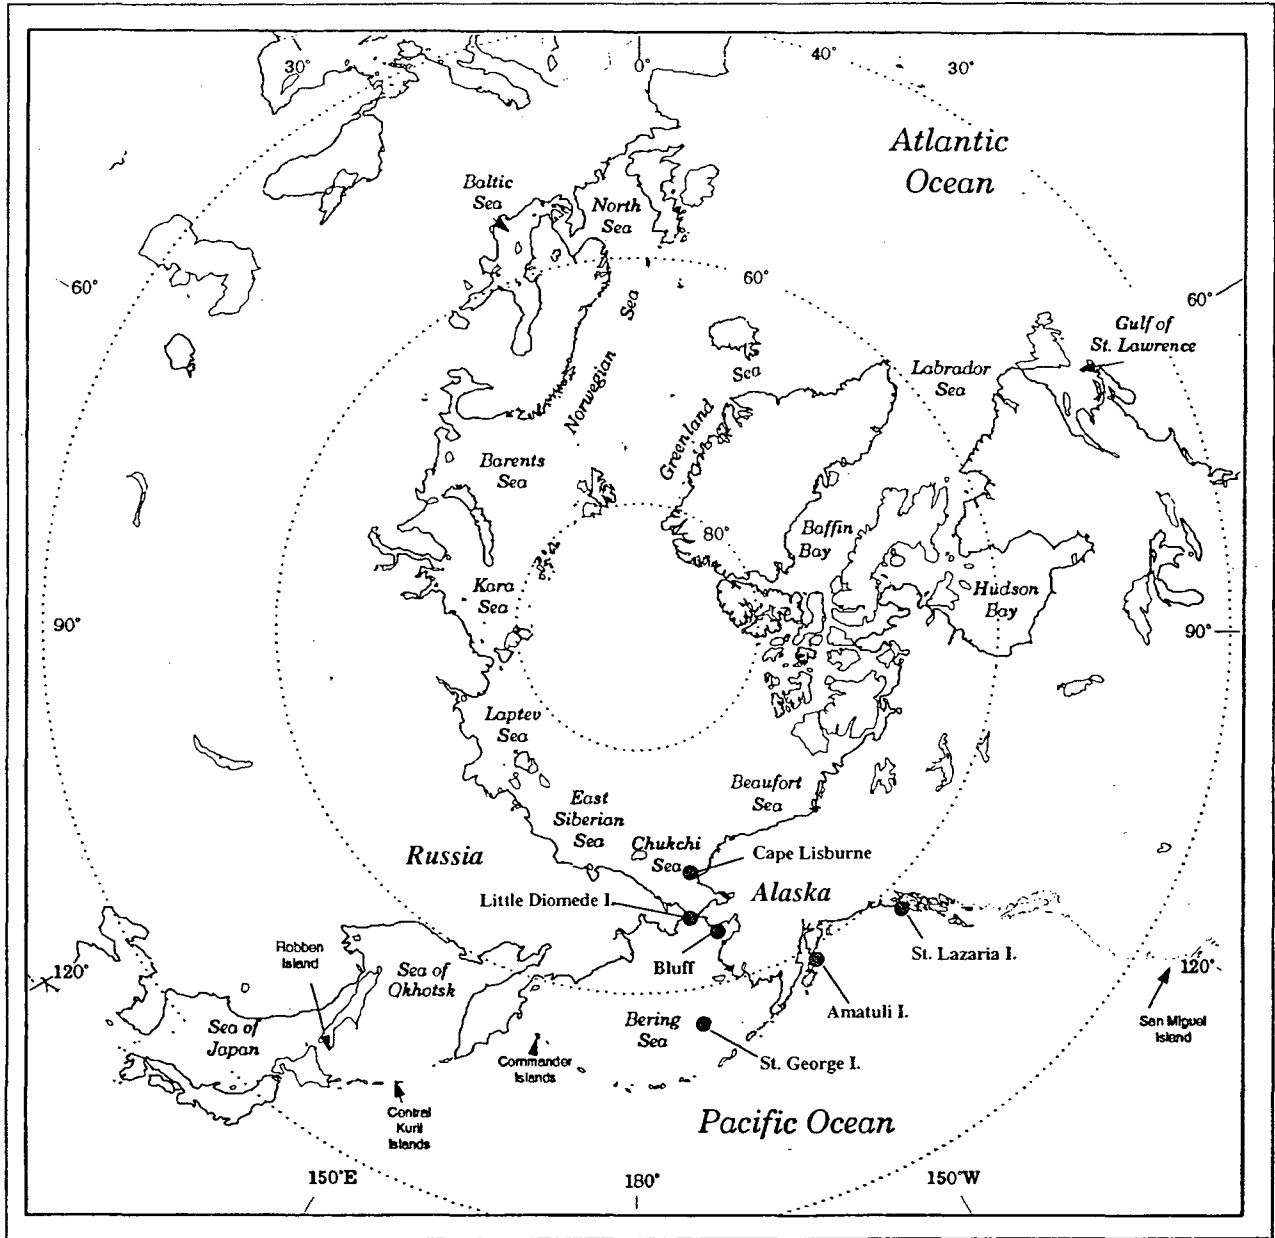 30°
0°
40°
30°
Atlantic
Ocean
Baltic
Sea
North
Sea
60°
60°
60°
Sea
Norwegian
Gulf of
St. Lawrence
Labrador
Sea
Sea
Greenland
Barents
Sea
80°
Baffin
Bay
Kara
Sea
Hudson
Bay
90°
90°
Laptev
Sea
Beaufort
Sea
East
Siberian
Sea
Chukchi
Sea
Cape Lisburne
Russia
Alaska
Little Diomede I.
Bluff
St. Lazaria I.
Robben
Island
Sea of
Okhotsk
120°
120°
Amatuli I.
Sea of
Japan
Bering
Sea
San Miguel
Island
St. George I.
Commander
Islands
Central
Kuril
Islands
Pacific Ocean
150°E
180°
150°W